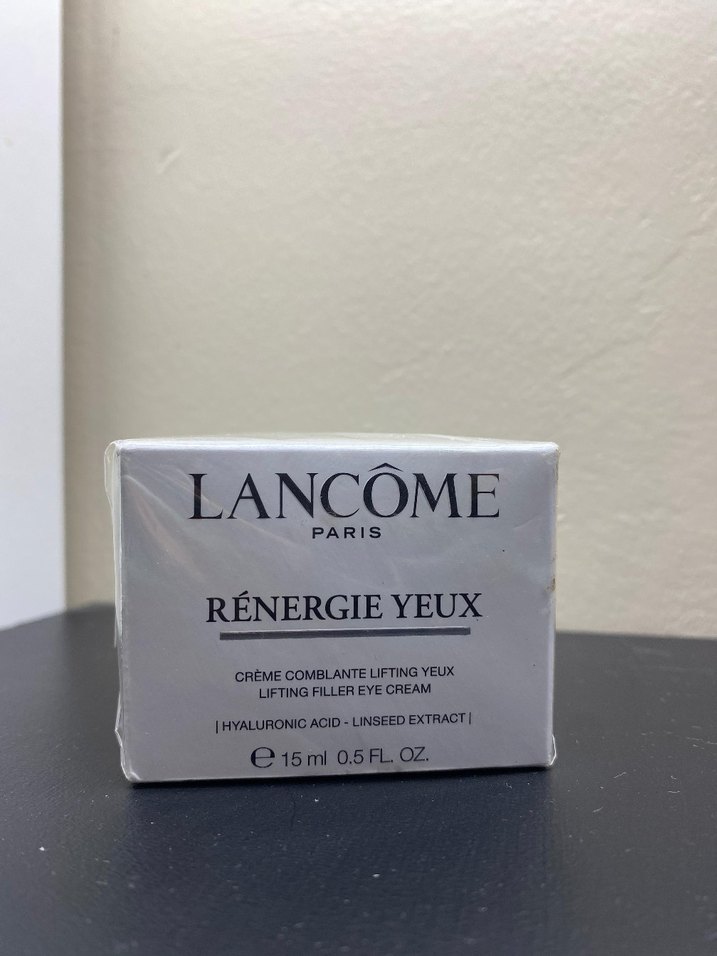 LANCÔME
PARIS
RÉNERGIE YEUX
CRÈME COMBLANTE LIFTING YEUX
LIFTING FILLER EYE CREAM
| HYALURONIC ACID - LINSEED EXTRACT |
℮ 15 ml 0.5 FL. OZ.